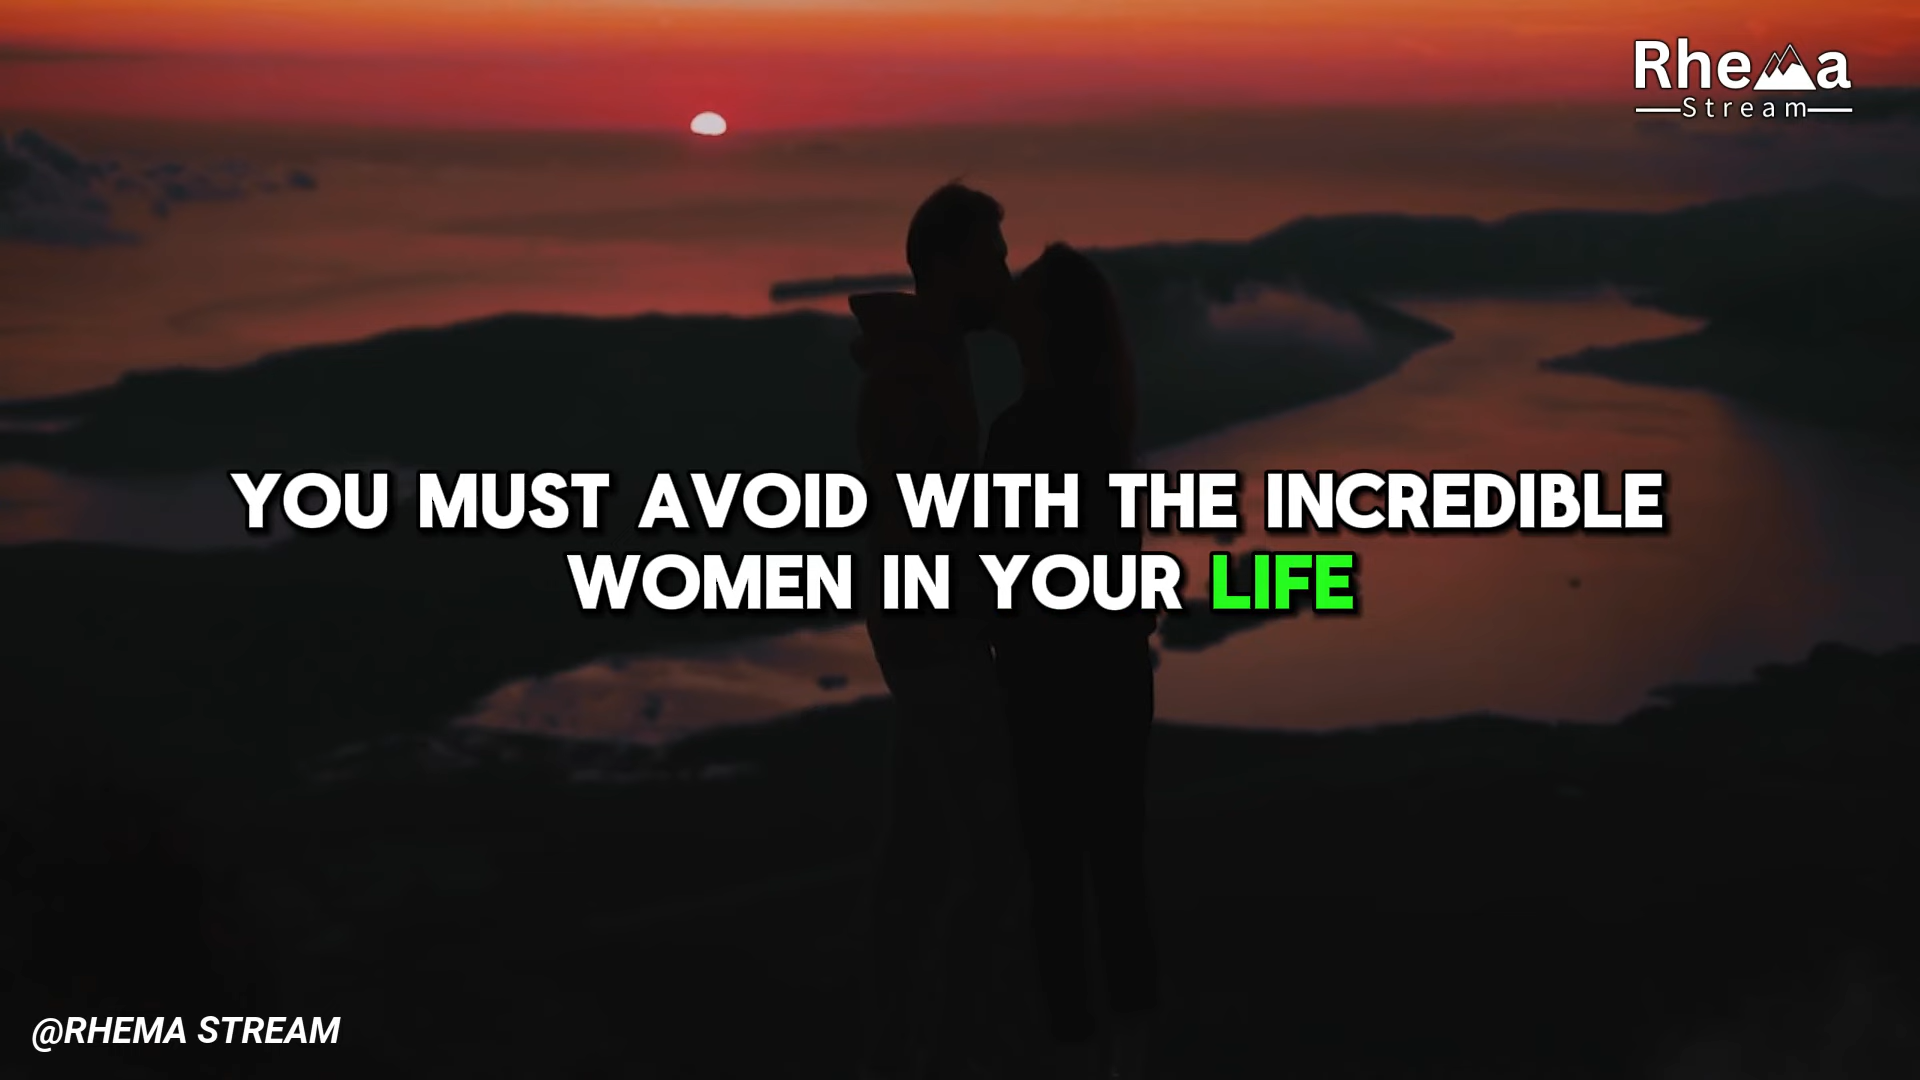 Rhema
Stream
YOU MUST AVOID WITH THE INCREDIBLE
WOMEN IN YOUR LIFE
@RHEMA STREAM